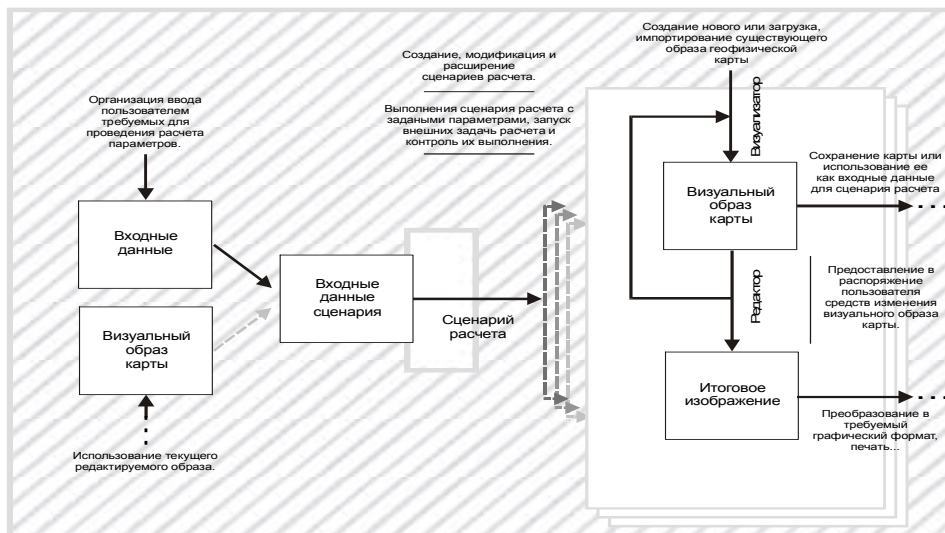 Создание нового или загрузка,
импортирование существующего
образа геофизической
карты
Создание, модификация и
расширение
сценариев расчета.
Организация ввода
пользователем
требуемых для
проведения расчета
параметров.
Выполнения сценария расчета с
задаными параметрами, запуск
внешних задачь расчета и
контроль их выполнения.
Визуализатор
Сохранение карты или
использование ее
как входные данные
для сценария расчета
Визуальный
образ
карты
Входные
данные
Входные
данные
сценария
Сценарий
расчета
Редактор
Предоставление в
распоряжение
пользователя
средств изменения
визуального образа
карты.
Визуальный
образ
карты
Итоговое
изображение
Преобразование в
требуемый
графический формат,
печать...
Использование текущего
редактируемого образа.